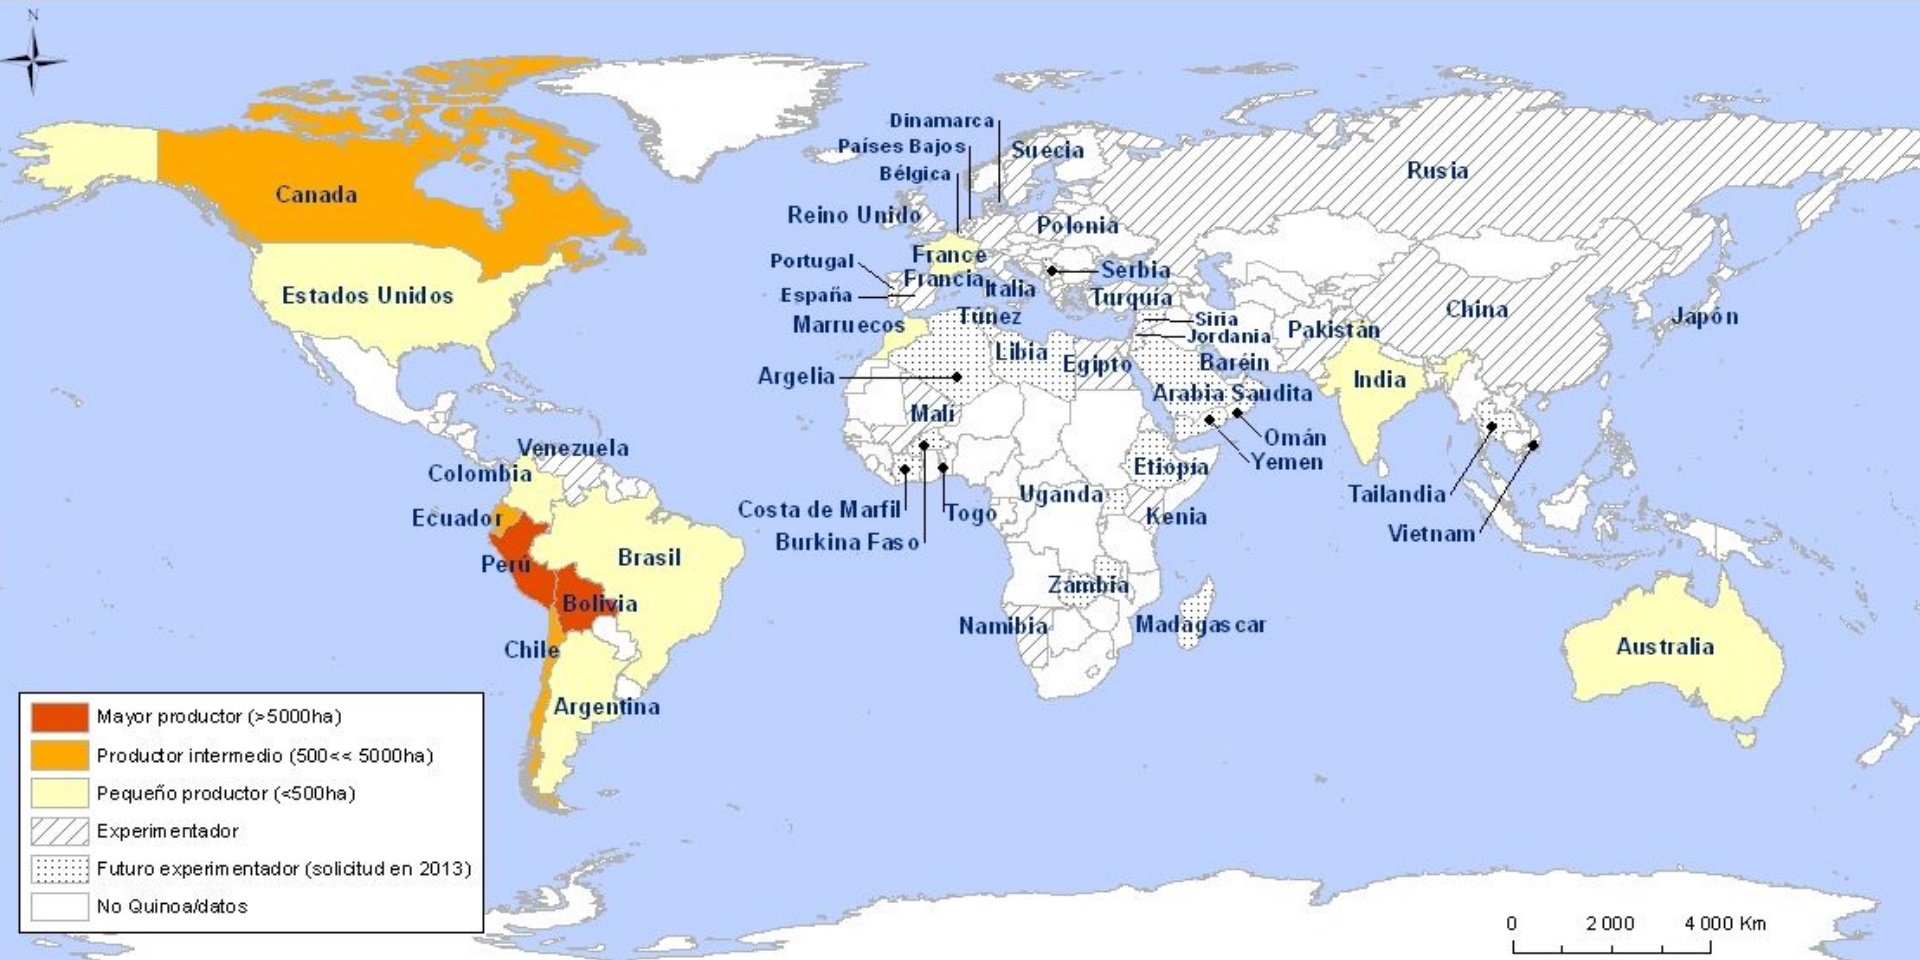 N
Dinamarca
Países Bajos
Suecia
Bélgica
Rusia
Canada
Reino Unido
Polonia
France
Portugal
Serbia
Francia
Italia
España
Estados Unidos
Turquía
China
Túnez
Marruecos
Siria
Japón
Pakistán
Jordania
Libia
Egipto
Baréin
Argelia
India
Arabia Saudita
Malí
Omán
Venezuela
Yemen
Colombia
Etiopía
Uganda
Tailandia
Costa de Marfil
Togo
Kenia
Ecuador
Vietnam
Burkina Faso
Brasil
Perú
Zambia
Bolivia
Namibia
Madagascar
Chile
Australia
Argentina
Mayor productor (>5000ha)
Productor intermedio (500<< 5000ha)
Pequeño productor (<500ha)
Experimentador
Futuro experimentador (solicitud en 2013)
No Quinoa/datos
0 2 000 4 000 Km